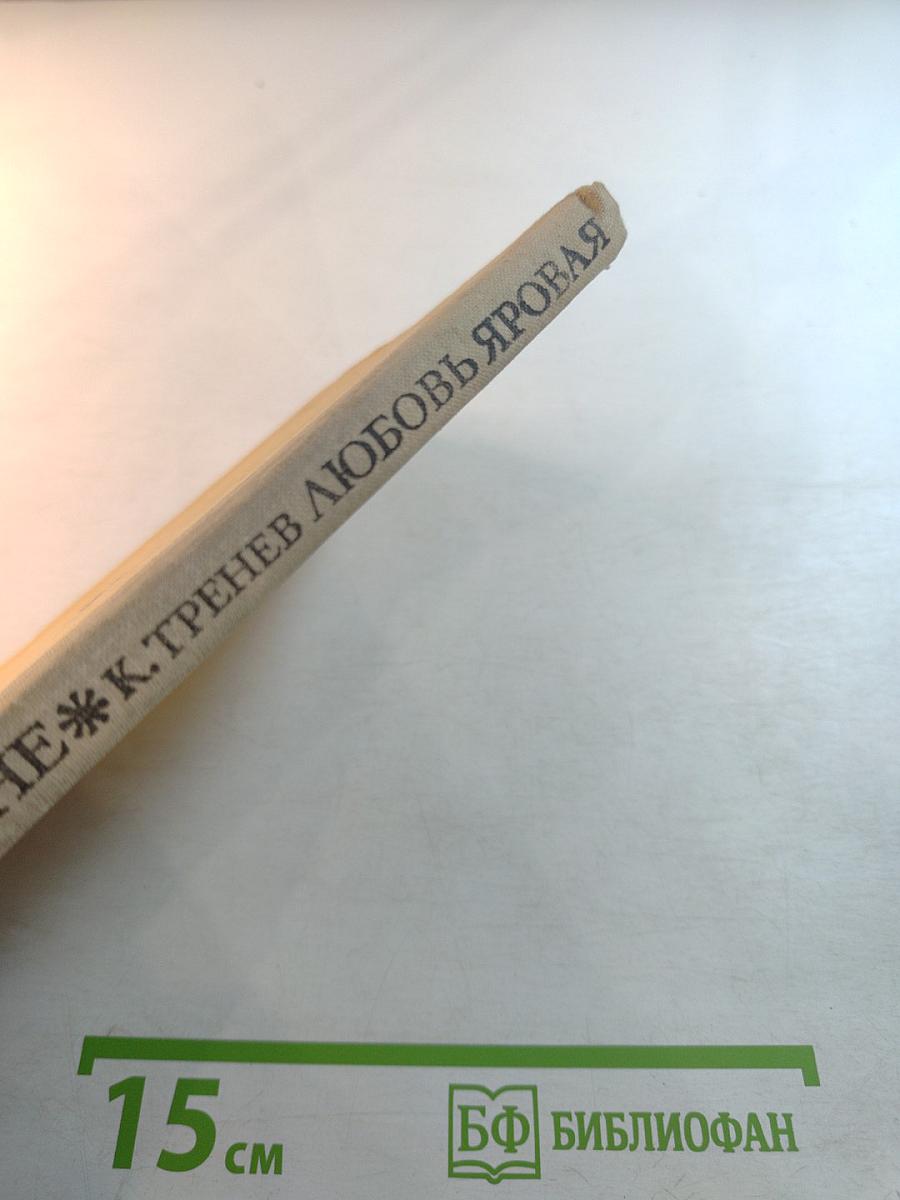 НЕ * К. ТРЕНЕВ ЛЮБОВЬ ЯРОВАЯ
15 см
БФ БИБЛИОФАН